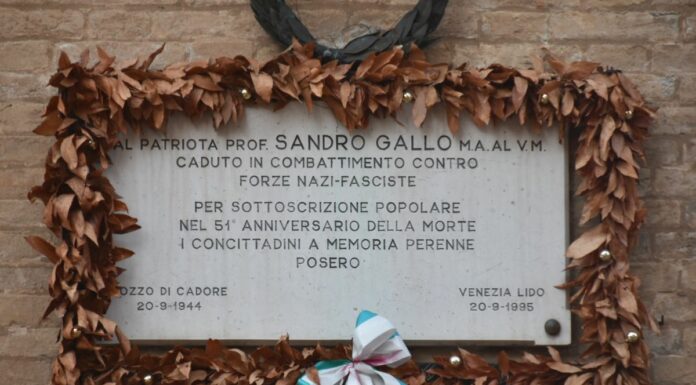 AL PATRIOTA PROF. SANDRO GALLO M.A. AL V.M.
CADUTO IN COMBATTIMENTO CONTRO
FORZE NAZI-FASCISTE
PER SOTTOSCRIZIONE POPOLARE
NEL 51° ANNIVERSARIO DELLA MORTE
I CONCITTADINI A MEMORIA PERENNE
POSERO
OZZO DI CADORE
20-9-1944
VENEZIA LIDO
20-9-1995